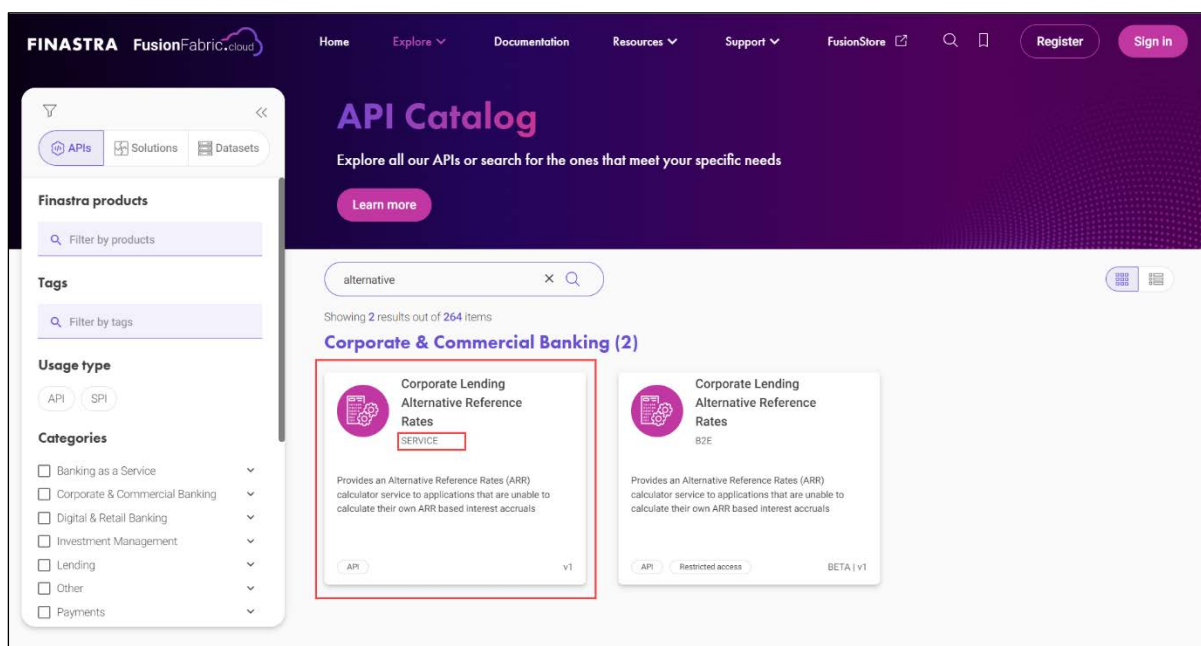 FINASTRA FusionFabric.cloud
Home Explore Documentation Resources Support FusionStore Register Sign in
APIs Solutions Datasets
Finastra products
Filter by products
Tags
Filter by tags
Usage type
API SPI
Categories
Banking as a Service
Corporate & Commercial Banking
Digital & Retail Banking
Investment Management
Lending
Other
Payments
API Catalog
Explore all our APIs or search for the ones that meet your specific needs
Learn more
alternative
Showing 2 results out of 264 items
Corporate & Commercial Banking (2)
Corporate Lending
Alternative Reference
Rates
SERVICE
Provides an Alternative Reference Rates (ARR)
calculator service to applications that are unable to
calculate their own ARR based interest accruals
API v1
Corporate Lending
Alternative Reference
Rates
B2E
Provides an Alternative Reference Rates (ARR)
calculator service to applications that are unable to
calculate their own ARR based interest accruals
API Restricted access BETA | v1